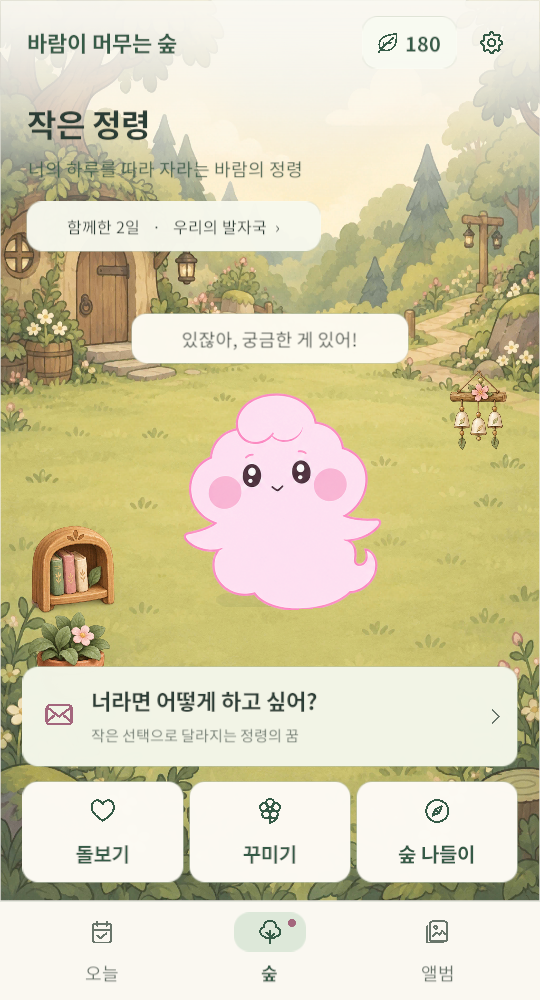 바람이 머무는 숲
180
작은 정령
너의 하루를 따라 자라는 바람의 정령
함께한 2일 · 우리의 발자국 ›
있잖아, 궁금한 게 있어!
너라면 어떻게 하고 싶어?
작은 선택으로 달라지는 정령의 꿈
돌보기
꾸미기
숲 나들이
오늘
숲
앨범